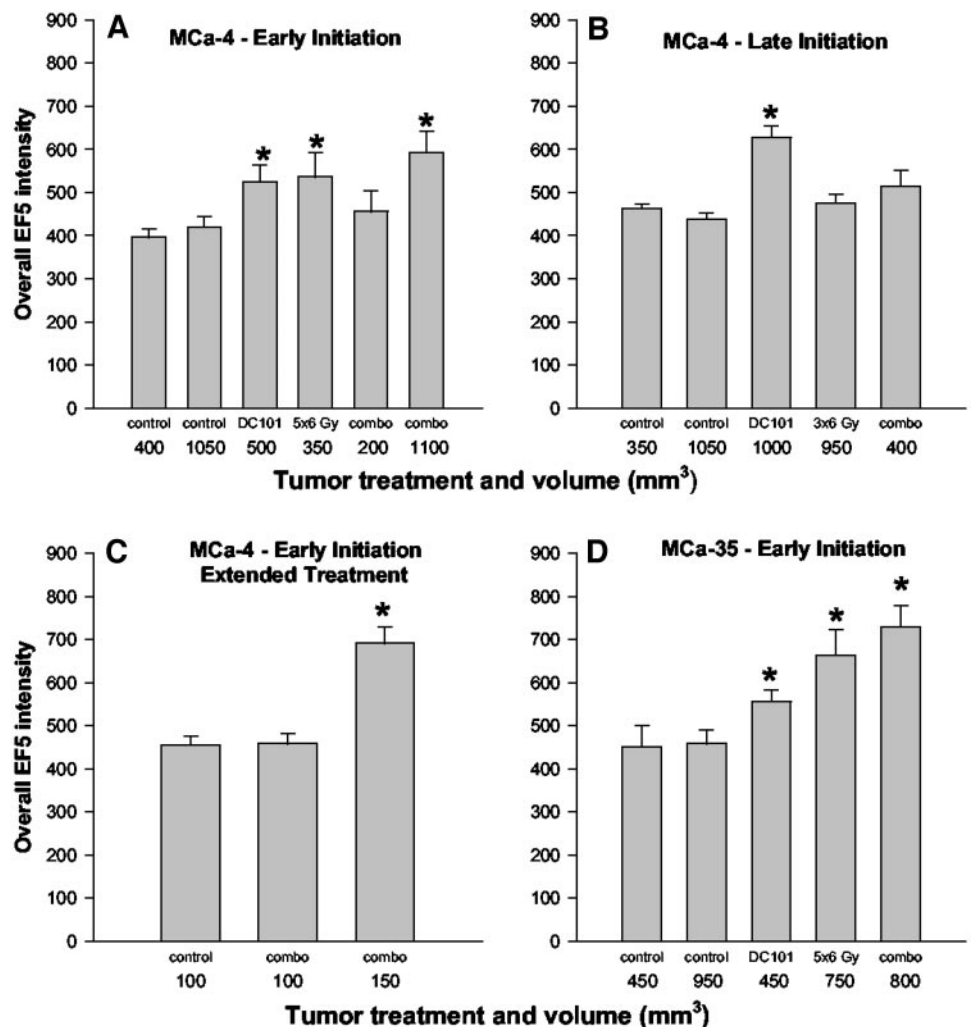 A
MCa-4 - Early Initiation
Overall EF5 intensity
900
800
700
600
500
400
300
200
100
0
* * *
control control DC101 5x6 Gy combo combo
400 1050 500 350 200 1100
B
MCa-4 - Late Initiation
900
800
700
600
500
400
300
200
100
0
*
control control DC101 3x6 Gy combo
350 1050 1000 950 400
Tumor treatment and volume (mm³)
C
MCa-4 - Early Initiation
Extended Treatment
Overall EF5 intensity
900
800
700
600
500
400
300
200
100
0
*
control combo combo
100 100 150
D
MCa-35 - Early Initiation
900
800
700
600
500
400
300
200
100
0
* * *
control control DC101 5x6 Gy combo
450 950 450 750 800
Tumor treatment and volume (mm³)